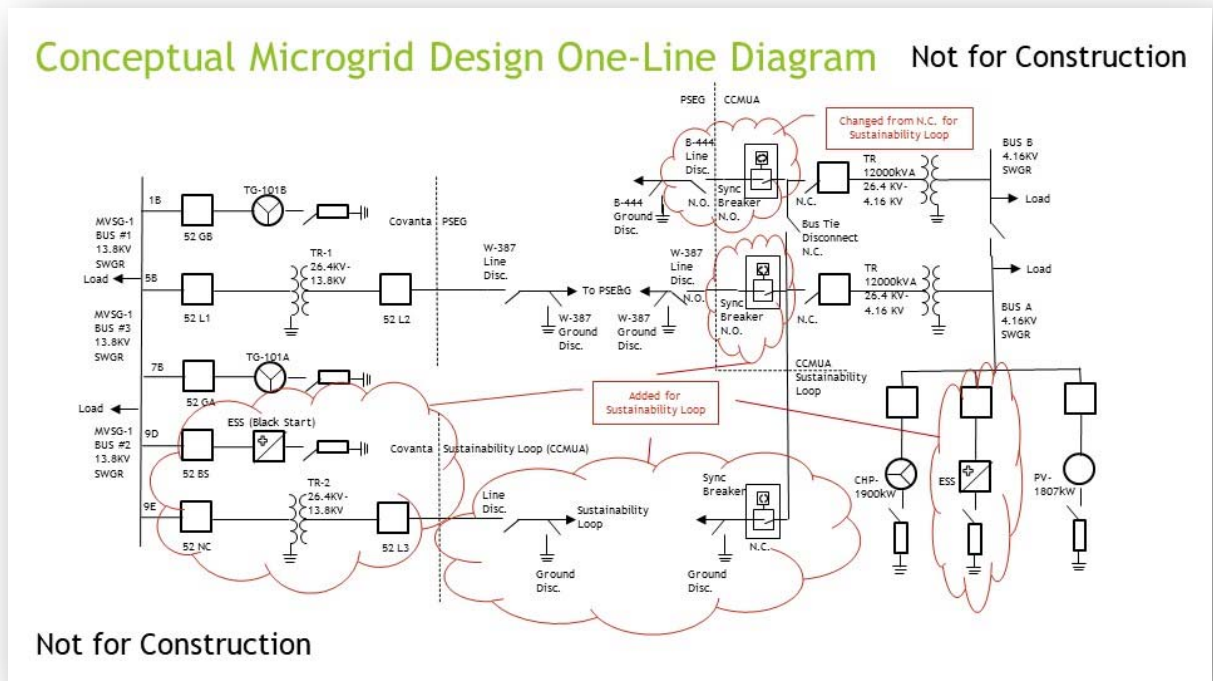 Conceptual Microgrid Design One-Line Diagram
Not for Construction
PSEG
CCMUA
Changed from N.C. for
Sustainability Loop
B-444
Line
Disc.
Sync
Breaker
N.O.
N.O.
B-444
Ground
Disc.
N.C.
TR
12000kVA
26.4 KV-
4.16 KV
BUS B
4.16KV
SWGR
Load
Bus Tie
Disconnect
N.C.
1B
TG-101B
52 GB
MVSG-1
BUS #1
13.8KV
SWGR
Load
Covanta
PSEG
5B
TR-1
26.4KV-
13.8KV
52 L1
52 L2
W-387
Line
Disc.
W-387
Ground
Disc.
To PSE&G
W-387
Line
Disc.
N.O.
W-387
Ground
Disc.
Sync
Breaker
N.O.
N.C.
TR
12000kVA
26.4 KV-
4.16 KV
Load
BUS A
4.16KV
SWGR
MVSG-1
BUS #3
13.8KV
SWGR
7B
TG-101A
52 GA
Load
CCMUA
Sustainability
Loop
Added for
Sustainability Loop
MVSG-1
BUS #2
13.8KV
SWGR
9D
ESS (Black Start)
52 BS
Covanta
Sustainability Loop (CCMUA)
9E
TR-2
26.4KV-
13.8KV
52 NC
52 L3
Line
Disc.
Sustainability
Loop
Ground
Disc.
Sync
Breaker
N.C.
Ground
Disc.
CHP-
1900kW
ESS
PV-
1807kW
Not for Construction